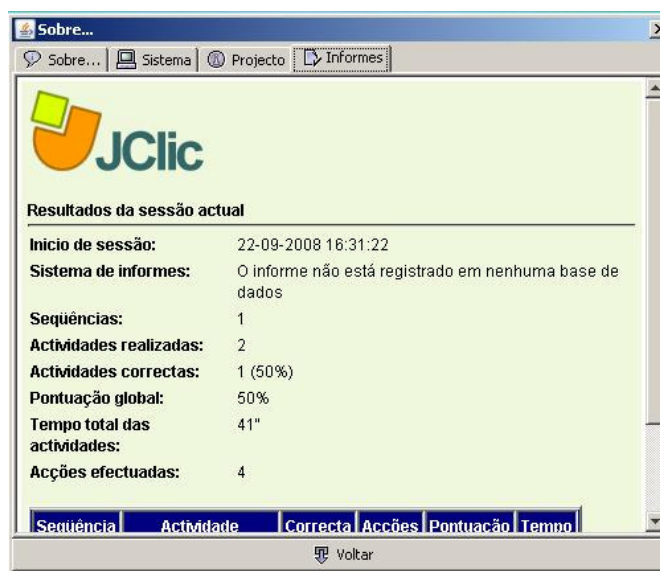 Sobre...
Sobre... Sistema Projecto Informes
JClic
Resultados da sessão actual
Inicio de sessão: 22-09-2008 16:31:22
Sistema de informes: O informe não está registrado em nenhuma base de
dados
Seqüências: 1
Actividades realizadas: 2
Actividades correctas: 1 (50%)
Pontuação global: 50%
Tempo total das 41"
actividades:
Acções efectuadas: 4
Seqüência Actividade Correcta Acções Pontuação Tempo
Voltar